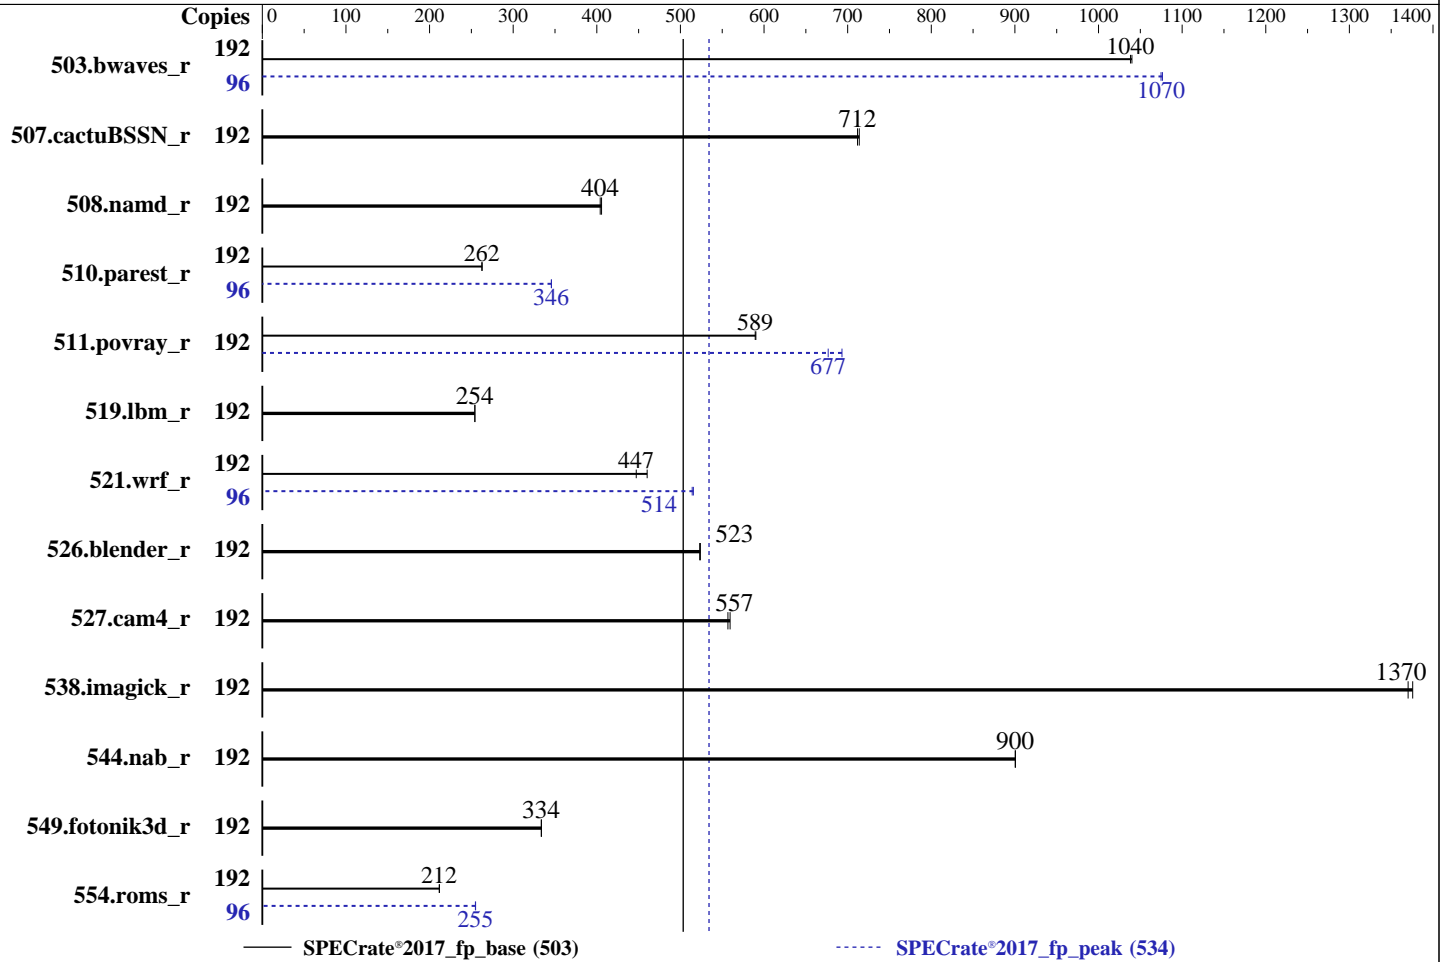 Copies 0 100 200 300 400 500 600 700 800 900 1000 1100 1200 1300 1400
503.bwaves_r 192 1040
96 1070
507.cactuBSSN_r 192 712
508.namd_r 192 404
510.parest_r 192 262
96 346
511.povray_r 192 589
677
519.lbm_r 192 254
521.wrf_r 192 447
96 514
526.blender_r 192 523
527.cam4_r 192 557
538.imagick_r 192 1370
544.nab_r 192 900
549.fotonik3d_r 192 334
554.roms_r 192 212
96 255
SPECrate®2017_fp_base (503)
SPECrate®2017_fp_peak (534)